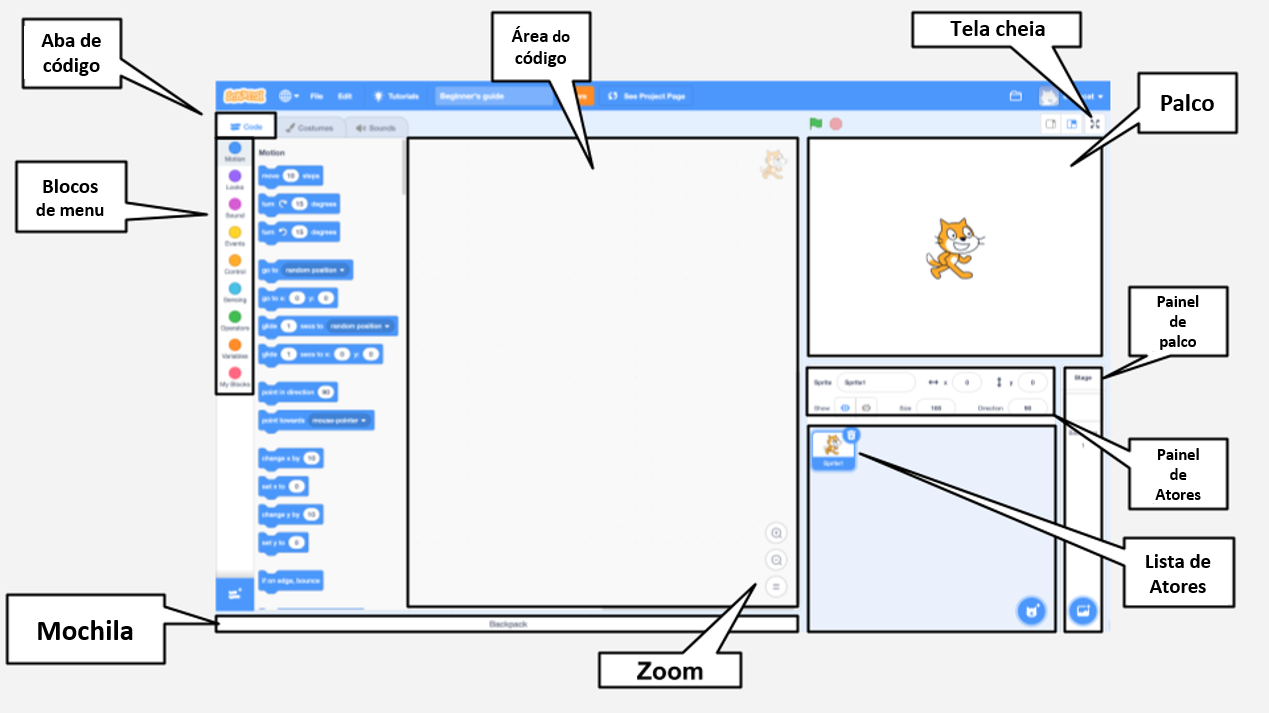 Aba de
código
Área do
código
Tela cheia
Palco
Blocos
de menu
SCRATCH
File Edit Tutorials Beginner's guide See Project Page
Code Costumes Sounds
Motion
Looks
Sound
Events
Control
Sensing
Operators
Variables
My Blocks
Motion
move 10 steps
turn 15 degrees
turn 15 degrees
go to random position
go to x: 0 y: 0
glide 1 secs to random position
glide 1 secs to x: 0 y: 0
point in direction 90
point towards mouse-pointer
change x by 10
set x to 0
change y by 10
set y to 0
if on edge, bounce
Painel
de
palco
Sprite Sprite1 x 0 y 0
Show Size 100 Direction 90
Stage
1
Sprite1
Painel
de
Atores
Lista de
Atores
Mochila
Backpack
Zoom